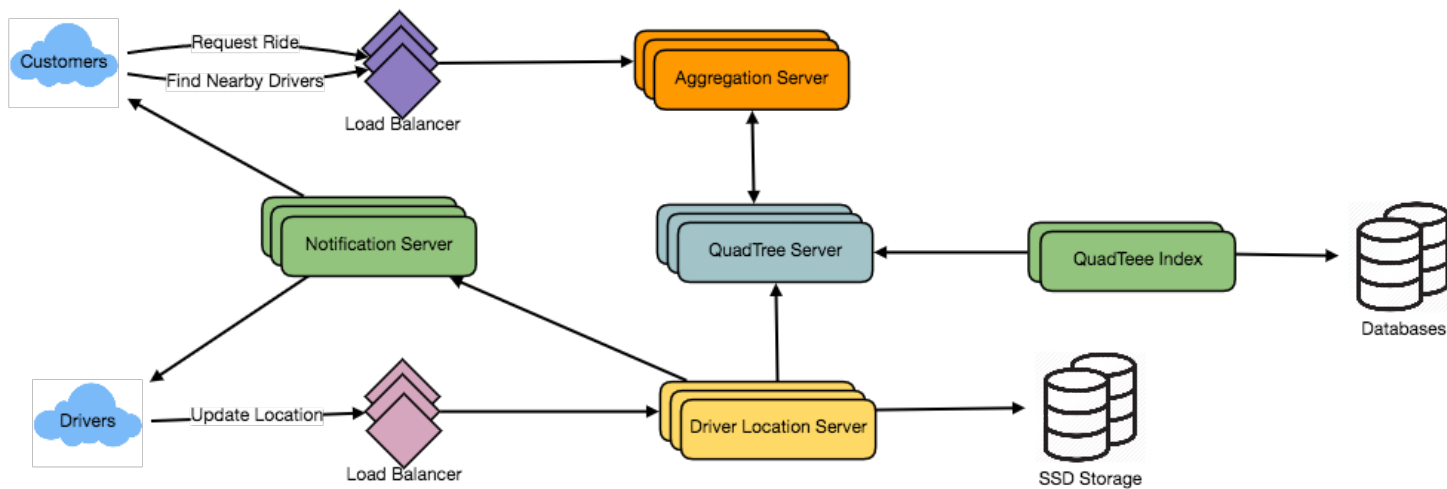 Customers
Request Ride
Find Nearby Drivers
Load Balancer
Aggregation Server
Notification Server
QuadTree Server
QuadTeee Index
Databases
Drivers
Update Location
Load Balancer
Driver Location Server
SSD Storage